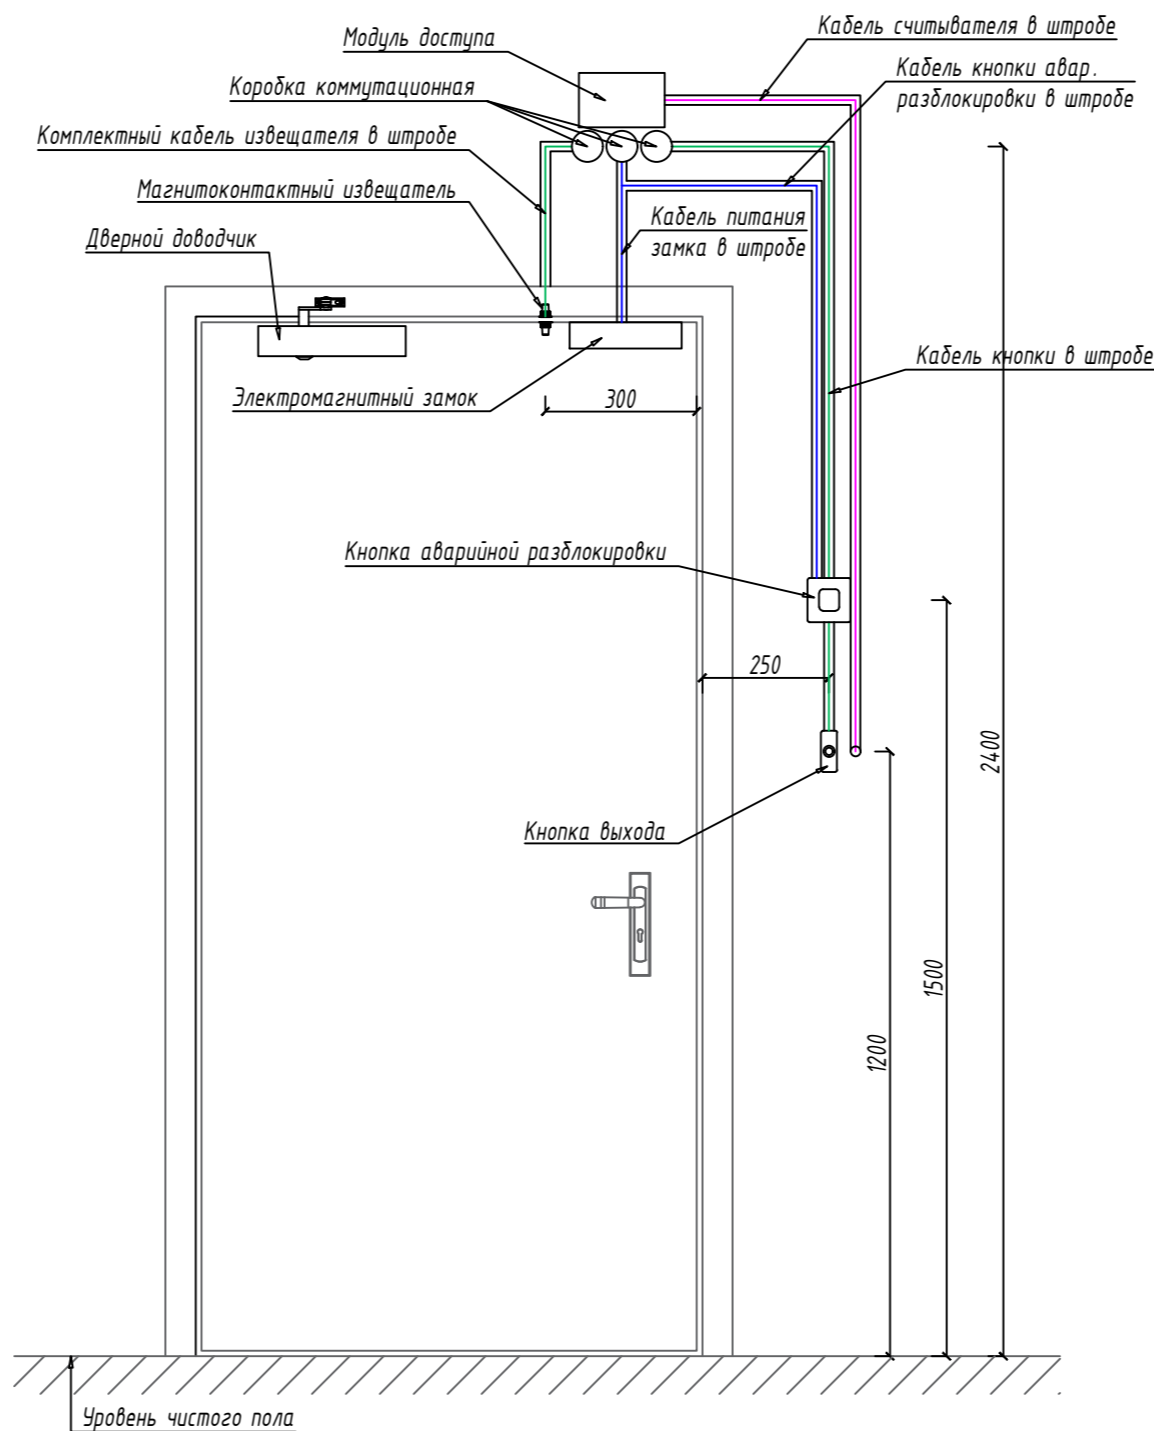 Кабель считывателя в штробе
Модуль доступа
Кабель кнопки авар.
разблокировки в штробе
Коробка коммутационная
Комплектный кабель извещателя в штробе
Магнитоконтактный извещатель
Кабель питания
замка в штробе
Дверной доводчик
Кабель кнопки в штробе
Электромагнитный замок
300
Кнопка аварийной разблокировки
250
2400
Кнопка выхода
1500
1200
Уровень чистого пола